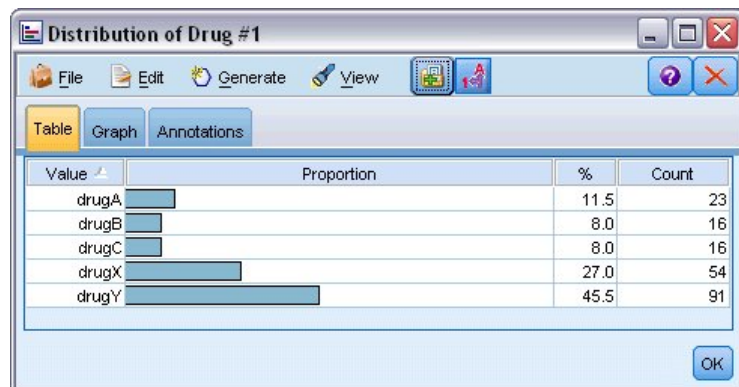 Distribution of Drug #1
File Edit Generate View
Table Graph Annotations
Value Proportion % Count
drugA 11.5 23
drugB 8.0 16
drugC 8.0 16
drugX 27.0 54
drugY 45.5 91
OK